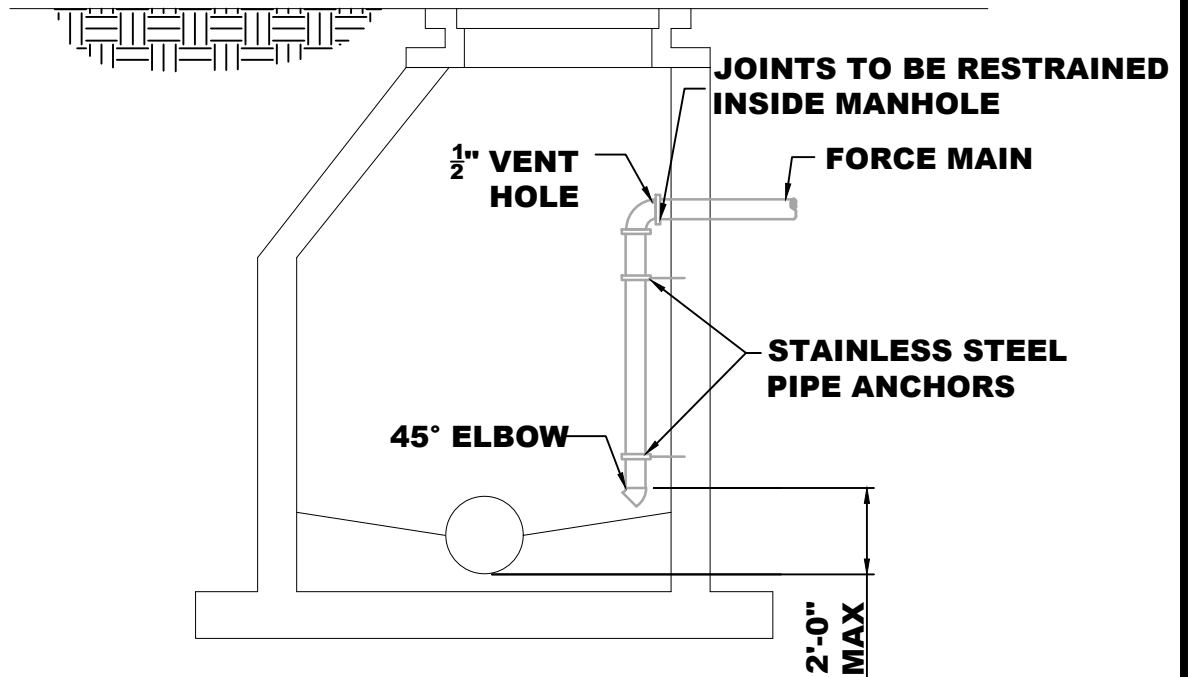 JOINTS TO BE RESTRAINED
INSIDE MANHOLE
½" VENT
HOLE
FORCE MAIN
STAINLESS STEEL
PIPE ANCHORS
45° ELBOW
2'-0"
MAX